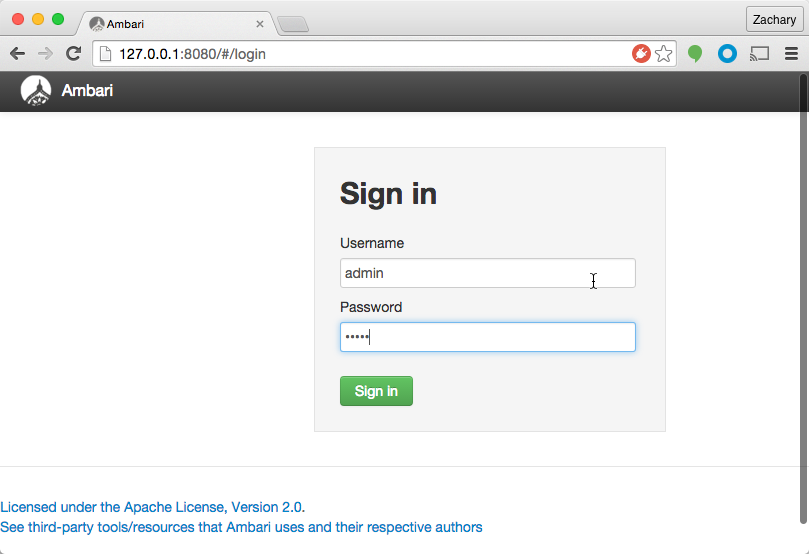 Ambari
Zachary
127.0.0.1:8080/#/login
Ambari
Sign in
Username
admin
Password
•••••
Sign in
Licensed under the Apache License, Version 2.0.
See third-party tools/resources that Ambari uses and their respective authors